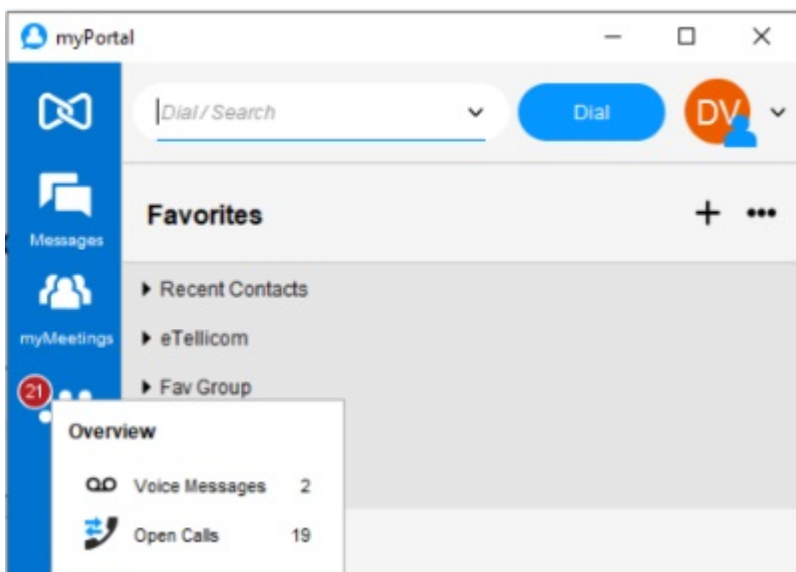 myPortal
Dial / Search
Dial
DV
Favorites
Messages
Recent Contacts
myMeetings
eTellicom
Fav Group
21
Overview
Voice Messages 2
Open Calls 19